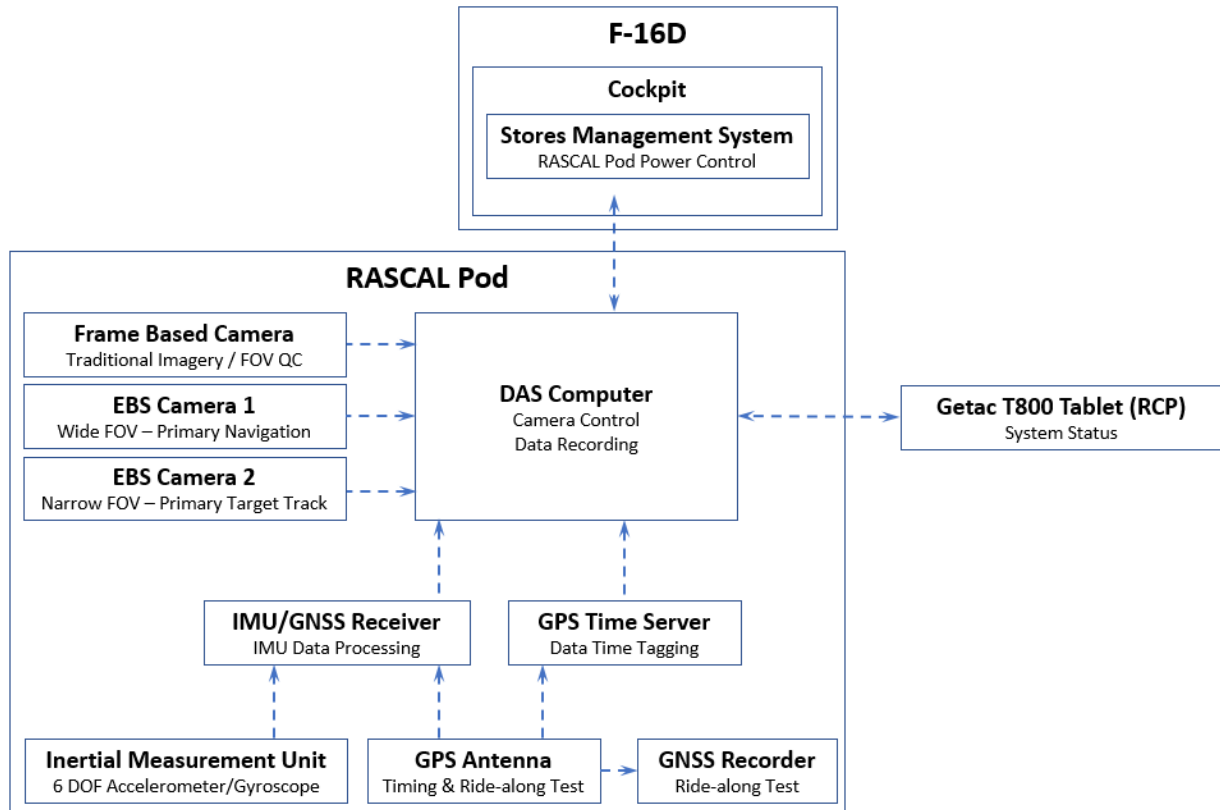 F-16D
Cockpit
Stores Management System
RASCAL Pod Power Control
RASCAL Pod
Frame Based Camera
Traditional Imagery / FOV QC
EBS Camera 1
Wide FOV – Primary Navigation
EBS Camera 2
Narrow FOV – Primary Target Track
DAS Computer
Camera Control
Data Recording
Getac T800 Tablet (RCP)
System Status
IMU/GNSS Receiver
IMU Data Processing
GPS Time Server
Data Time Tagging
Inertial Measurement Unit
6 DOF Accelerometer/Gyroscope
GPS Antenna
Timing & Ride-along Test
GNSS Recorder
Ride-along Test